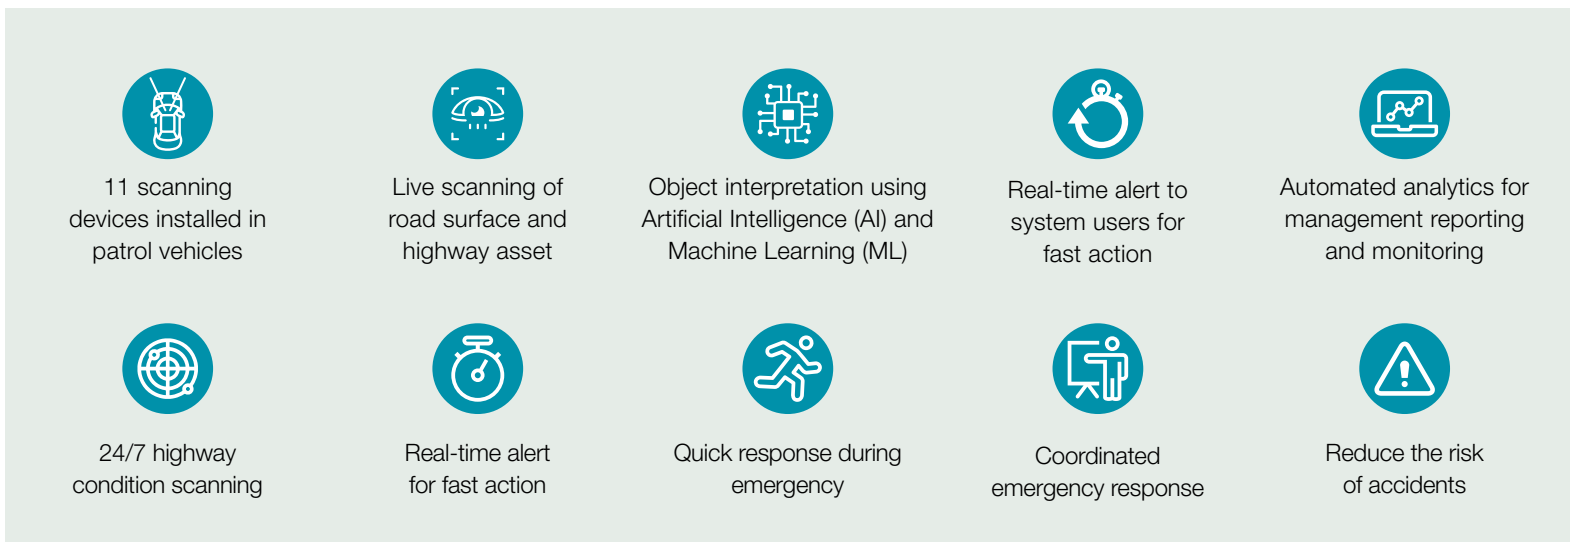 11 scanning
devices installed in
patrol vehicles
Live scanning of
road surface and
highway asset
Object interpretation using
Artificial Intelligence (AI) and
Machine Learning (ML)
Real-time alert to
system users for
fast action
Automated analytics for
management reporting
and monitoring
24/7 highway
condition scanning
Real-time alert
for fast action
Quick response during
emergency
Coordinated
emergency response
Reduce the risk
of accidents